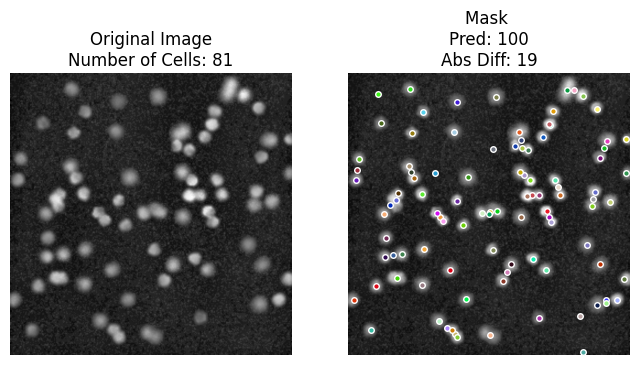 Original Image
Number of Cells: 81
Mask
Pred: 100
Abs Diff: 19